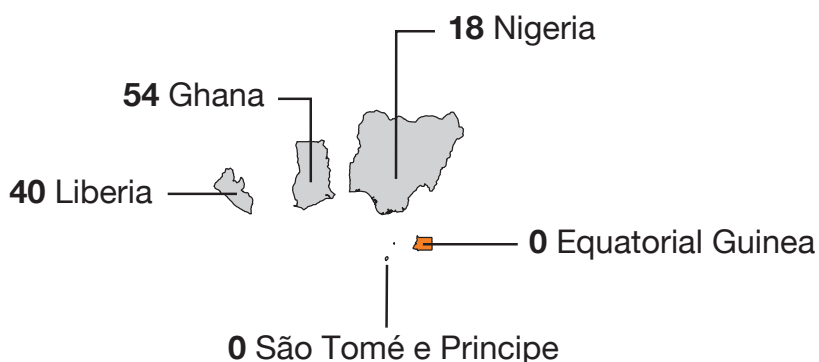 18 Nigeria
54 Ghana
40 Liberia
0 Equatorial Guinea
0 São Tomé e Principe